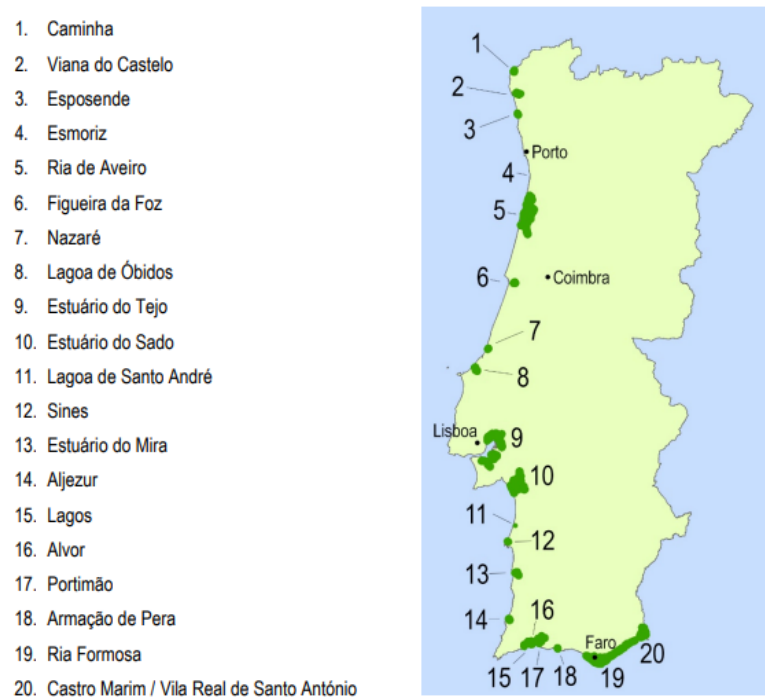 1. Caminha
2. Viana do Castelo
3. Esposende
4. Esmoriz
5. Ria de Aveiro
6. Figueira da Foz
7. Nazaré
8. Lagoa de Óbidos
9. Estuário do Tejo
10. Estuário do Sado
11. Lagoa de Santo André
12. Sines
13. Estuário do Mira
14. Aljezur
15. Lagos
16. Alvor
17. Portimão
18. Armação de Pera
19. Ria Formosa
20. Castro Marim / Vila Real de Santo António
1
2
3
Porto
4
5
6
Coimbra
7
8
Lisboa
9
10
11
12
13
14
16
Faro
15
17
18
19
20